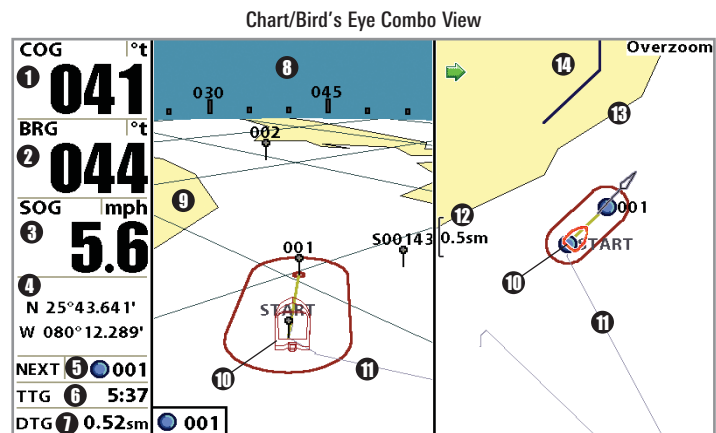 Chart/Bird's Eye Combo View
COG °t
1 041
BRG °t
2 044
SOG mph
3 5.6
4
N 25°43.641'
W 080°12.289'
NEXT 5 001
TTG 6 5:37
DTG 7 0.52sm
8
030 045
002
9
001
S00143
START
10
11
001
Overzoom
14
13
12
0.5sm
001
START
10
11